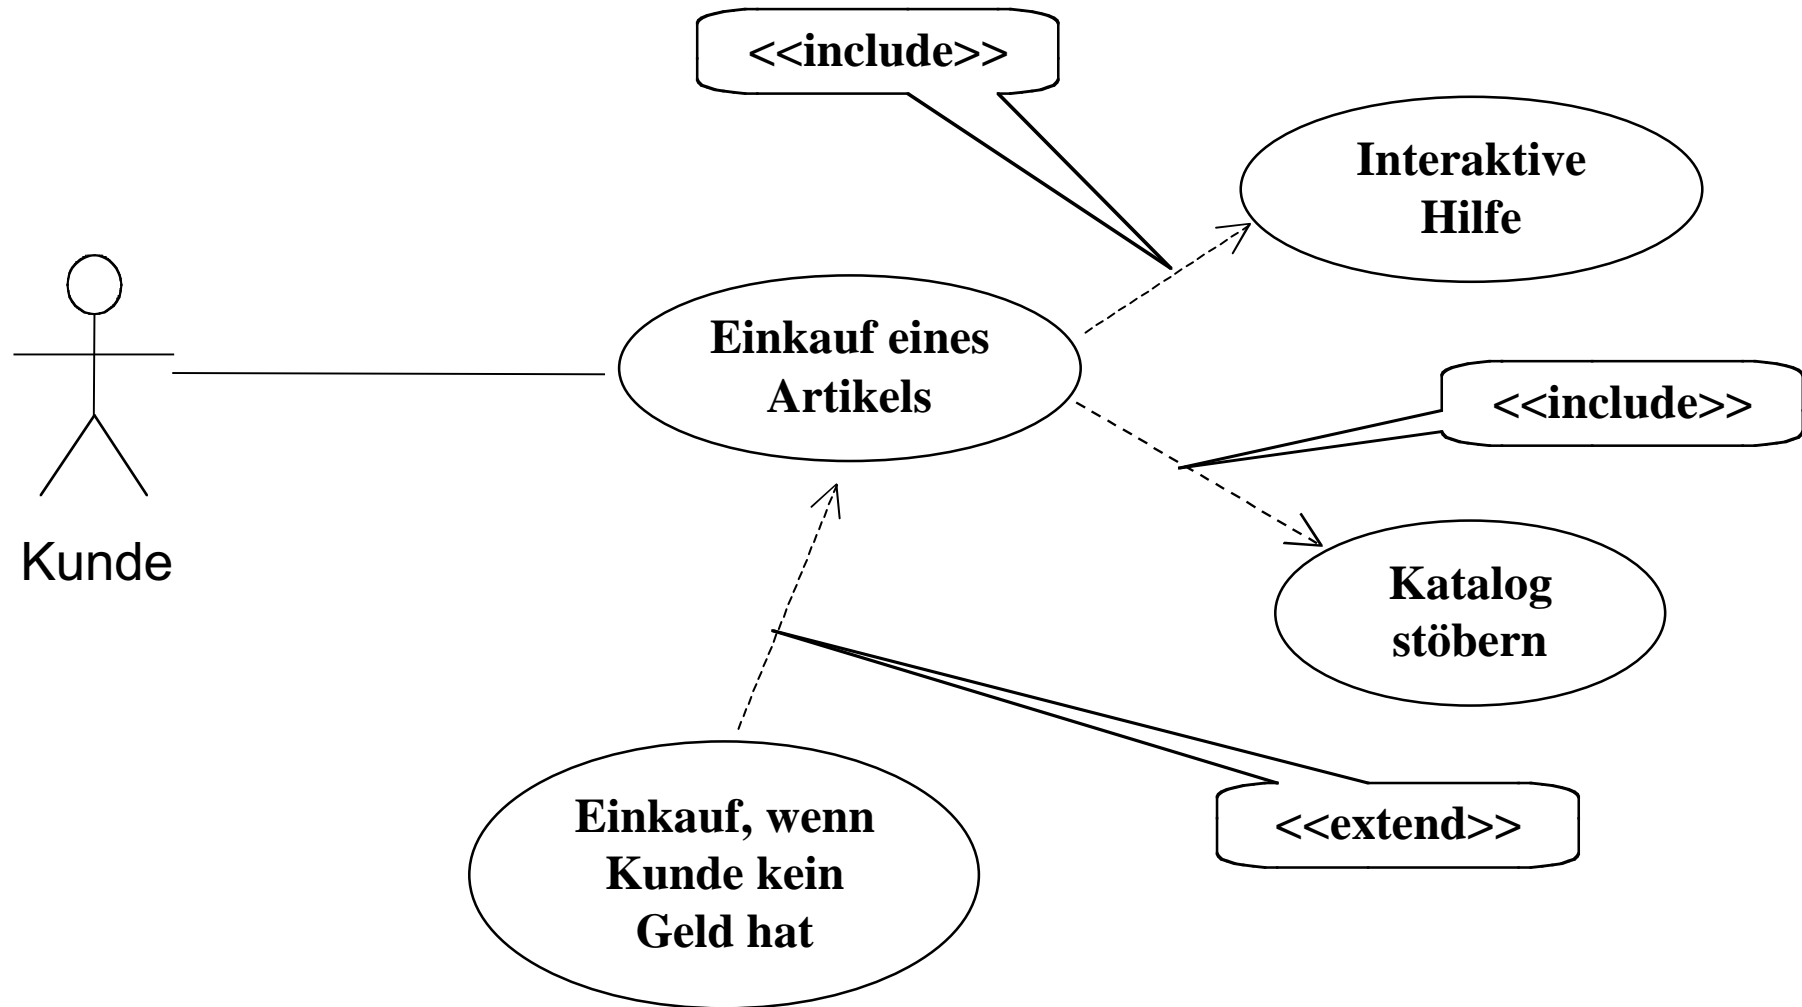 <<include>>
Interaktive
Hilfe
Einkauf eines
Artikels
<<include>>
Kunde
Katalog
stöbern
Einkauf, wenn
Kunde kein
Geld hat
<<extend>>